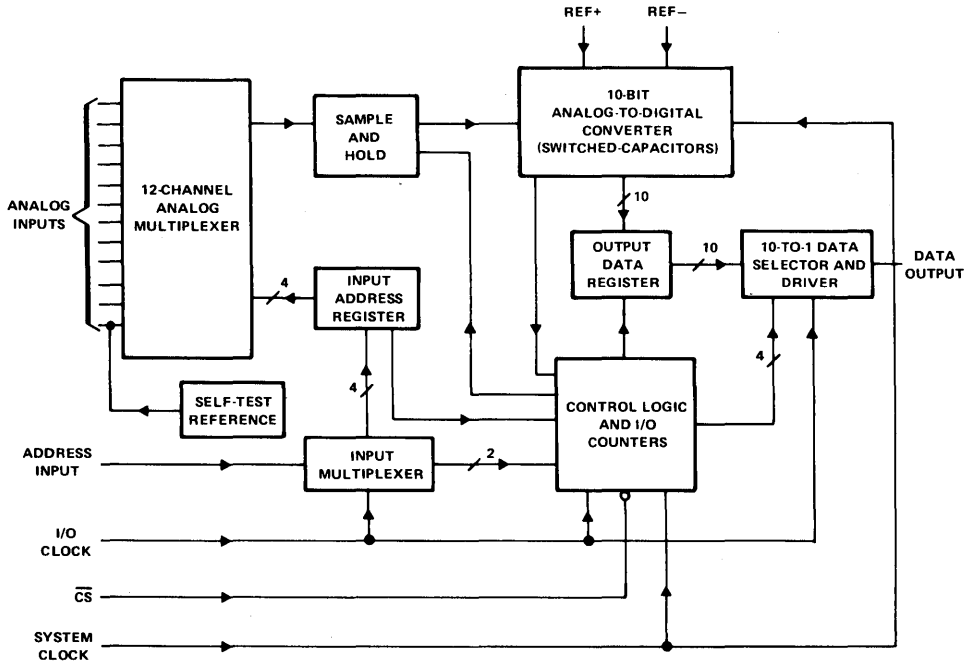 REF+
REF−
10-BIT
ANALOG-TO-DIGITAL
CONVERTER
(SWITCHED-CAPACITORS)
SAMPLE
AND
HOLD
12-CHANNEL
ANALOG
MULTIPLEXER
ANALOG
INPUTS
10
OUTPUT
DATA
REGISTER
10
10-TO-1 DATA
SELECTOR AND
DRIVER
DATA
OUTPUT
4
INPUT
ADDRESS
REGISTER
4
4
SELF-TEST
REFERENCE
CONTROL LOGIC
AND I/O
COUNTERS
ADDRESS
INPUT
INPUT
MULTIPLEXER
2
I/O
CLOCK
C̅S̅
SYSTEM
CLOCK